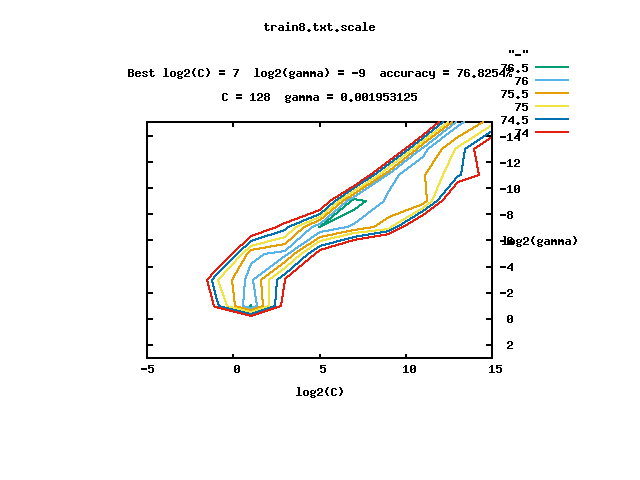 train8.txt.scale
"-"
Best log2(C) = 7  log2(gamma) = -9  accuracy = 76.8254%
76.5
76
C = 128  gamma = 0.001953125
75.5
75
74.5
74
-14
-12
-10
-8
-6
log2(gamma)
-4
-2
0
2
-5 0 5 10 15
log2(C)